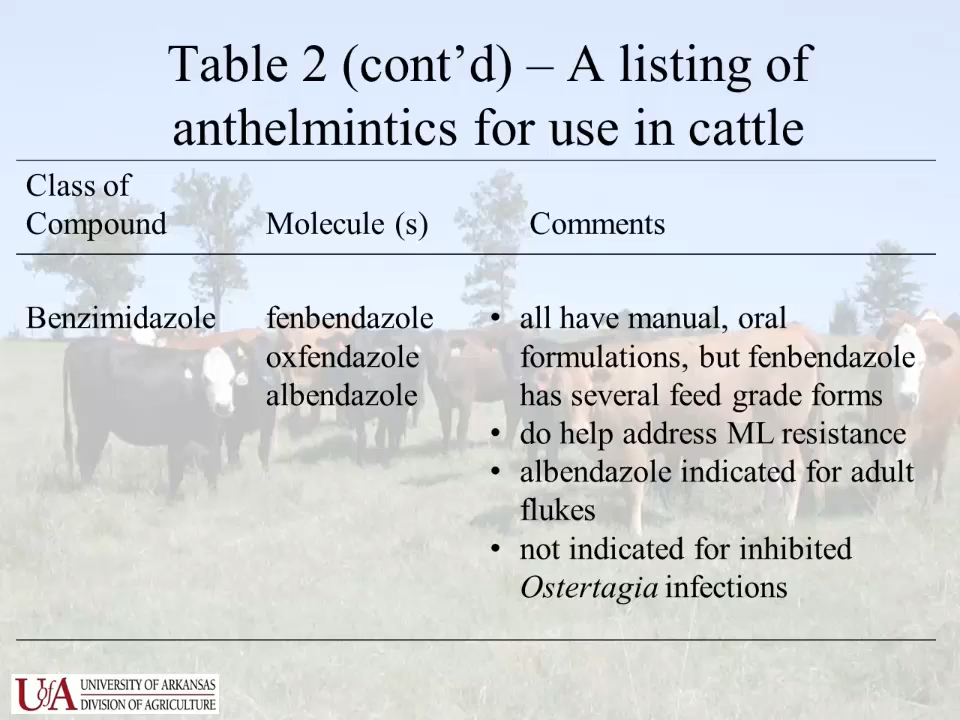 Table 2 (cont’d) – A listing of
anthelmintics for use in cattle
Class of
Compound
Molecule (s)
Comments
Benzimidazole
fenbendazole
oxfendazole
albendazole
• all have manual, oral
formulations, but fenbendazole
has several feed grade forms
• do help address ML resistance
• albendazole indicated for adult
flukes
• not indicated for inhibited
Ostertagia infections
UofA
UNIVERSITY OF ARKANSAS
DIVISION OF AGRICULTURE